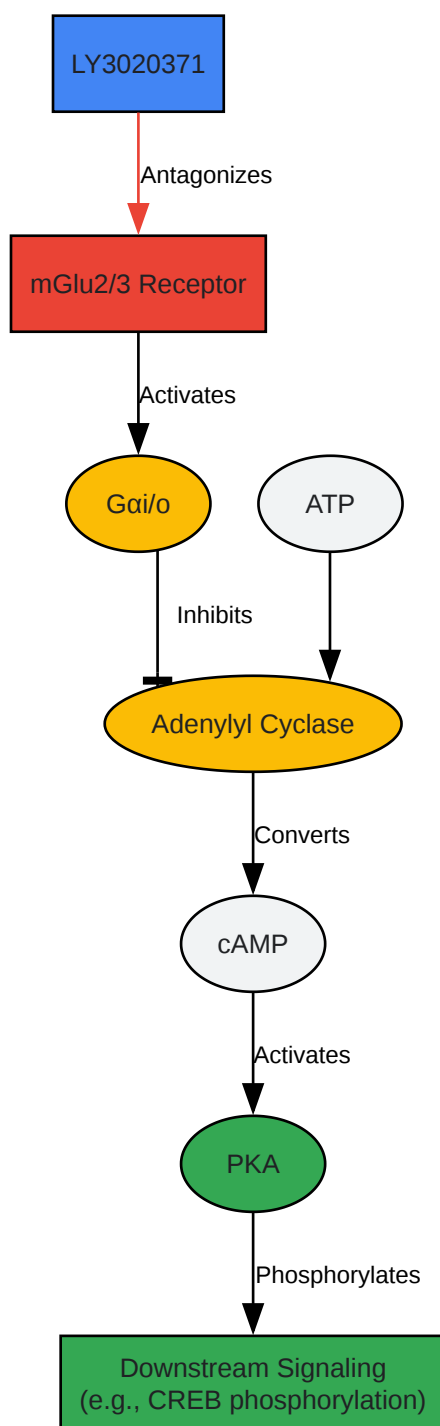 LY3020371
Antagonizes
mGlu2/3 Receptor
Activates
Gαi/o
ATP
Inhibits
Adenylyl Cyclase
Converts
cAMP
Activates
PKA
Phosphorylates
Downstream Signaling
(e.g., CREB phosphorylation)